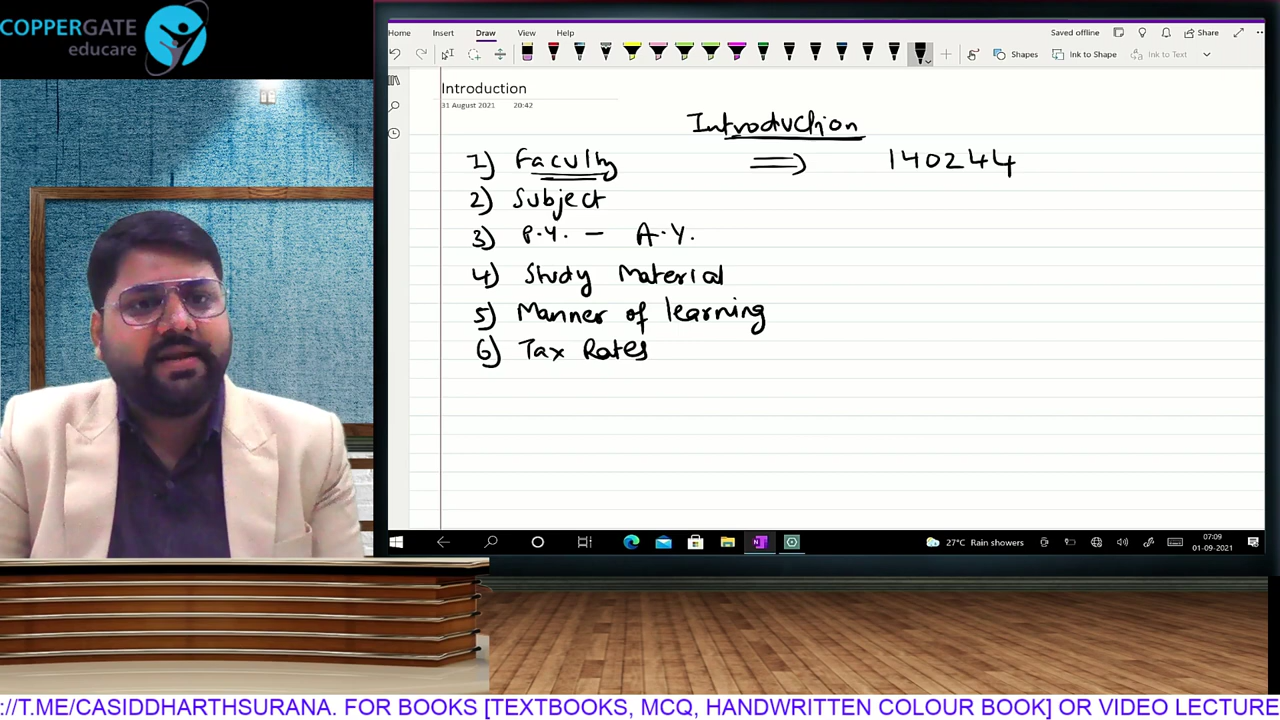 COPPERGATE
educare
Home Insert Draw View Help
Saved offline Share
Shapes Ink to Shape Ink to Text
Introduction
31 August 2021 20:42
Introduction
1) Faculty ⇒ 140244
2) Subject
3) P.Y. – A.Y.
4) Study Material
5) Manner of learning
6) Tax Rates
27°C Rain showers
07:09
01-09-2021
://T.ME/CASIDDHARTHSURANA. FOR BOOKS [TEXTBOOKS, MCQ, HANDWRITTEN COLOUR BOOK] OR VIDEO LECTURE